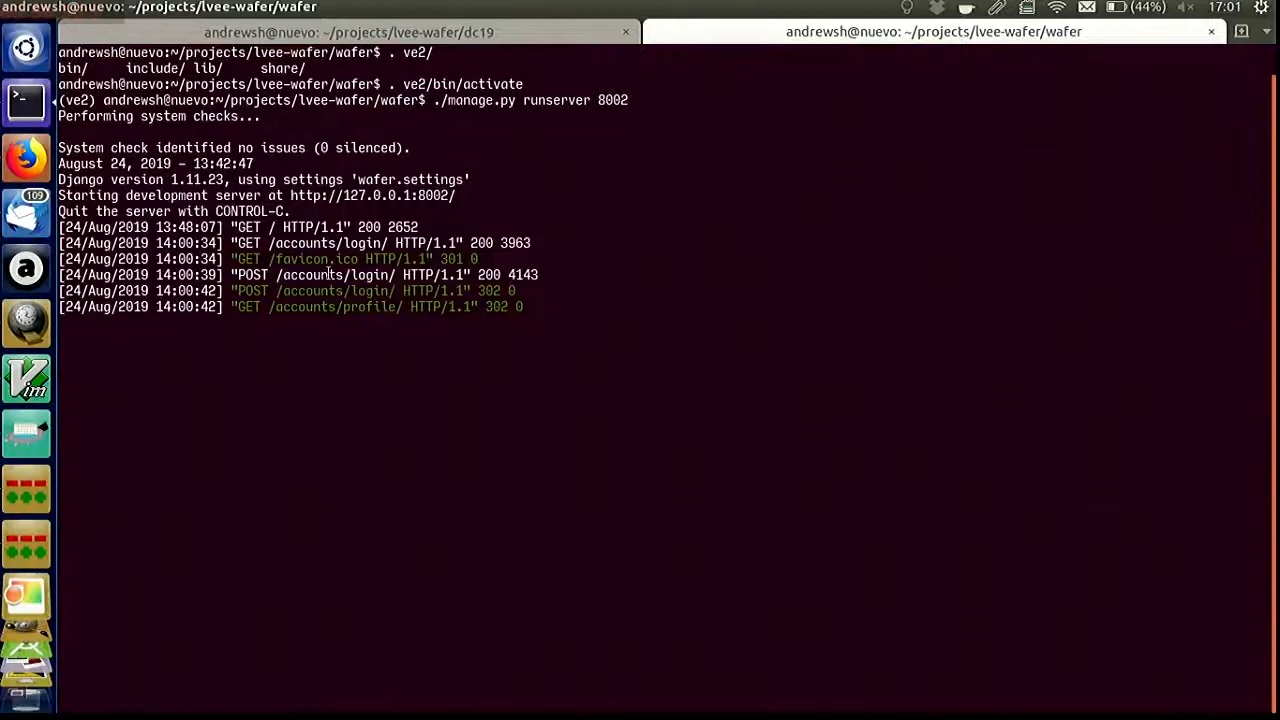 andrewsh@nuevo: ~/projects/lvee-wafer/wafer
(44%) 17:01
andrewsh@nuevo: ~/projects/lvee-wafer/dc19 ×
andrewsh@nuevo: ~/projects/lvee-wafer/wafer ×
andrewsh@nuevo:~/projects/lvee-wafer/wafer$ . ve2/
bin/ include/ lib/ share/
andrewsh@nuevo:~/projects/lvee-wafer/wafer$ . ve2/bin/activate
(ve2) andrewsh@nuevo:~/projects/lvee-wafer/wafer$ ./manage.py runserver 8002
Performing system checks...
System check identified no issues (0 silenced).
August 24, 2019 - 13:42:47
Django version 1.11.23, using settings 'wafer.settings'
Starting development server at http://127.0.0.1:8002/
Quit the server with CONTROL-C.
[24/Aug/2019 13:48:07] "GET / HTTP/1.1" 200 2652
[24/Aug/2019 14:00:34] "GET /accounts/login/ HTTP/1.1" 200 3963
[24/Aug/2019 14:00:34] "GET /favicon.ico HTTP/1.1" 301 0
[24/Aug/2019 14:00:39] "POST /accounts/login/ HTTP/1.1" 200 4143
[24/Aug/2019 14:00:42] "POST /accounts/login/ HTTP/1.1" 302 0
[24/Aug/2019 14:00:42] "GET /accounts/profile/ HTTP/1.1" 302 0
>_
109
a
Vim